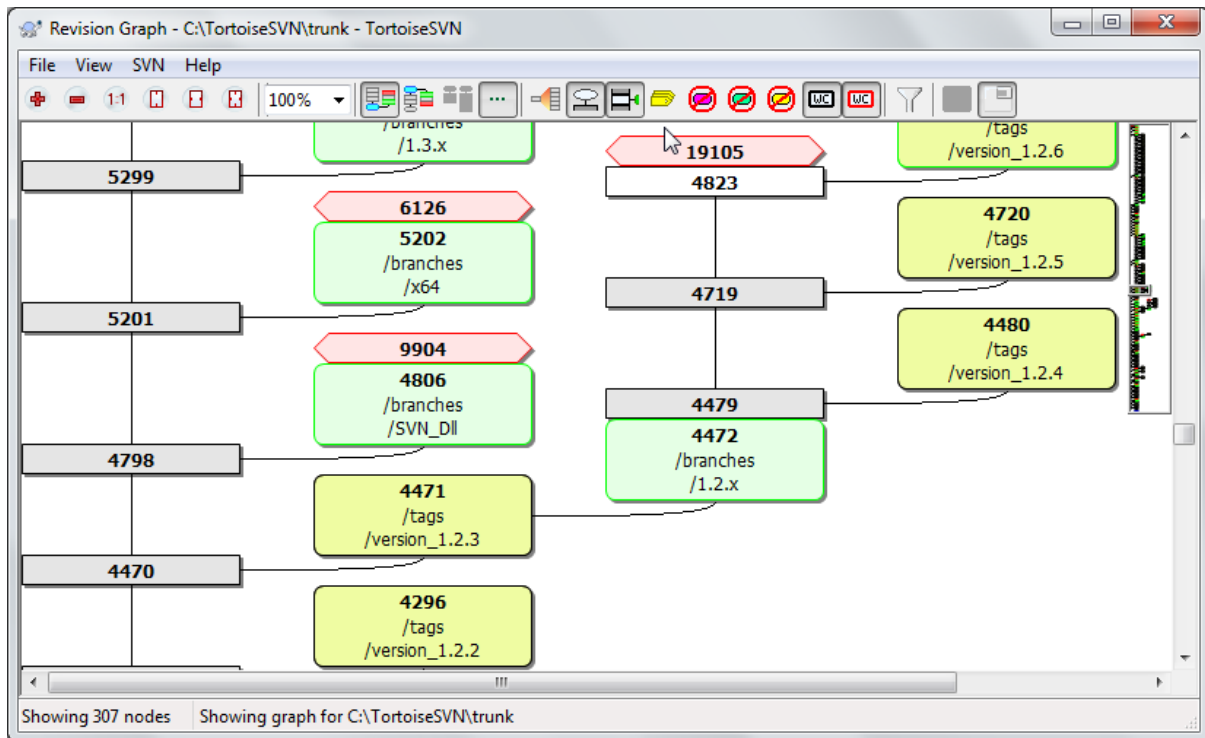 Revision Graph - C:\TortoiseSVN\trunk - TortoiseSVN
File View SVN Help
1:1
100%
...
WC WC
/branches
/1.3.x
5299
6126
5202
/branches
/x64
5201
9904
4806
/branches
/SVN_Dll
4798
4471
/tags
/version_1.2.3
4470
4296
/tags
/version_1.2.2
19105
4823
4719
4479
4472
/branches
/1.2.x
/tags
/version_1.2.6
4720
/tags
/version_1.2.5
4480
/tags
/version_1.2.4
Showing 307 nodes Showing graph for C:\TortoiseSVN\trunk